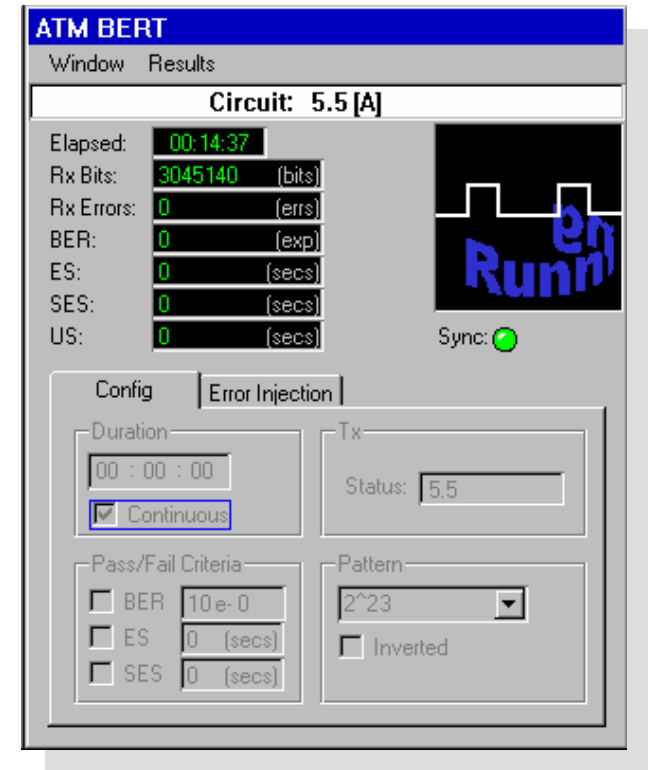 ATM BERT
Window Results
Circuit: 5.5 [A]
Elapsed: 00:14:37
Rx Bits: 3045140 (bits)
Rx Errors: 0 (errs)
BER: 0 (exp)
ES: 0 (secs)
SES: 0 (secs)
US: 0 (secs)
Runnin
Sync:
Config Error Injection
Duration
00 : 00 : 00
Continuous
Tx
Status: 5.5
Pass/Fail Criteria
BER 10 e- 0
ES 0 (secs)
SES 0 (secs)
Pattern
2^23
Inverted